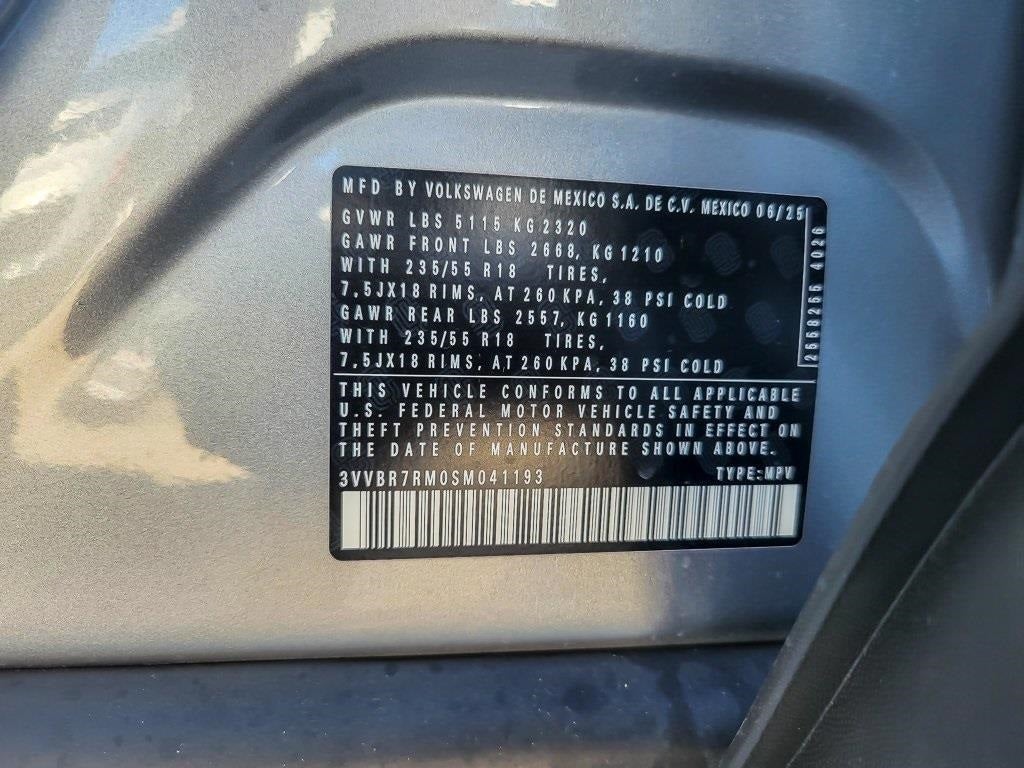 MFD BY VOLKSWAGEN DE MEXICO S.A. DE C.V. MEXICO 06/25
GVWR LBS 5115 KG 2320
GAWR FRONT LBS 2668, KG 1210
WITH 235/55 R18 TIRES,
7,5JX18 RIMS, AT 260 KPA, 38 PSI COLD
GAWR REAR LBS 2557, KG 1160
WITH 235/55 R18 TIRES,
7,5JX18 RIMS, AT 260KPA, 38 PSI COLD
2558255 4026
THIS VEHICLE CONFORMS TO ALL APPLICABLE
U.S. FEDERAL MOTOR VEHICLE SAFETY AND
THEFT PREVENTION STANDARDS IN EFFECT ON
THE DATE OF MANUFACTURE SHOWN ABOVE.
3VVBR7RM0SM041193 TYPE:MPV